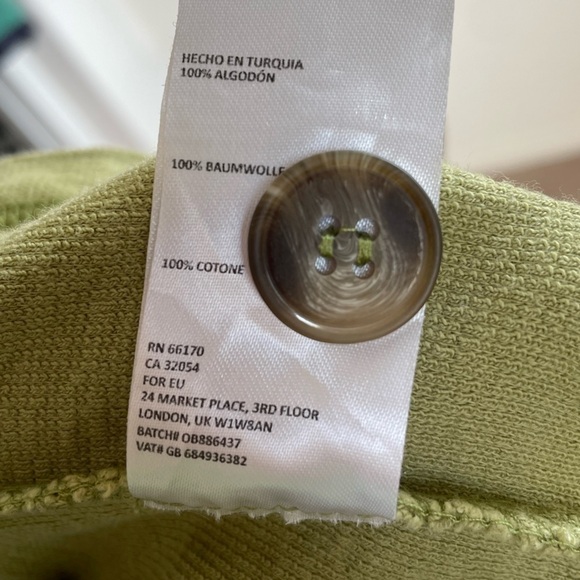 HECHO EN TURQUIA
100% ALGODÓN
100% BAUMWOLLE
100% COTONE
RN 66170
CA 32054
FOR EU
24 MARKET PLACE, 3RD FLOOR
LONDON, UK W1W8AN
BATCH# OB886437
VAT# GB 684936382